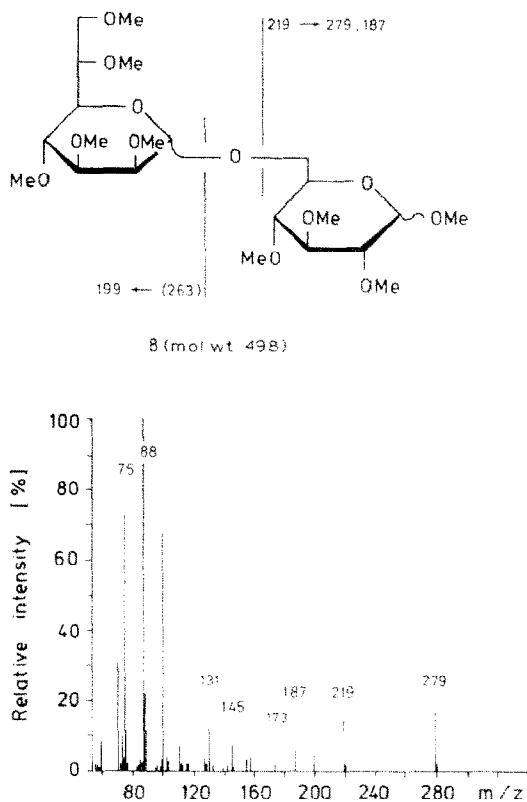 OMe
219 → 279, 187
OMe
O
OMe
OMe
MeO
O
O
OMe
OMe
MeO
OMe
199 ← (263)
8 (mol wt. 498)
Relative intensity [%]
100
80
60
40
20
0
75
88
131
145
173
187
219
279
80
120
160
200
240
280
m/z